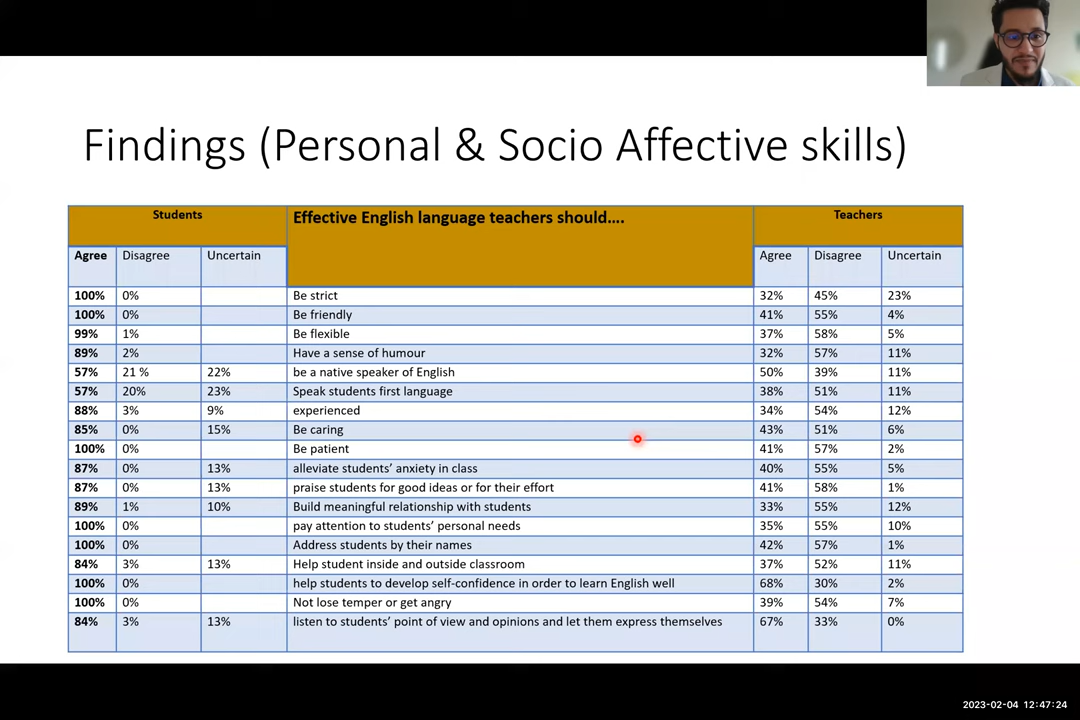 Findings (Personal & Socio Affective skills)
Students Effective English language teachers should…. Teachers
Agree Disagree Uncertain Agree Disagree Uncertain
100% 0% Be strict 32% 45% 23%
100% 0% Be friendly 41% 55% 4%
99% 1% Be flexible 37% 58% 5%
89% 2% Have a sense of humour 32% 57% 11%
57% 21 % 22% be a native speaker of English 50% 39% 11%
57% 20% 23% Speak students first language 38% 51% 11%
88% 3% 9% experienced 34% 54% 12%
85% 0% 15% Be caring 43% 51% 6%
100% 0% Be patient 41% 57% 2%
87% 0% 13% alleviate students’ anxiety in class 40% 55% 5%
87% 0% 13% praise students for good ideas or for their effort 41% 58% 1%
89% 1% 10% Build meaningful relationship with students 33% 55% 12%
100% 0% pay attention to students’ personal needs 35% 55% 10%
100% 0% Address students by their names 42% 57% 1%
84% 3% 13% Help student inside and outside classroom 37% 52% 11%
100% 0% help students to develop self-confidence in order to learn English well 68% 30% 2%
100% 0% Not lose temper or get angry 39% 54% 7%
84% 3% 13% listen to students’ point of view and opinions and let them express themselves 67% 33% 0%
2023-02-04 12:47:24